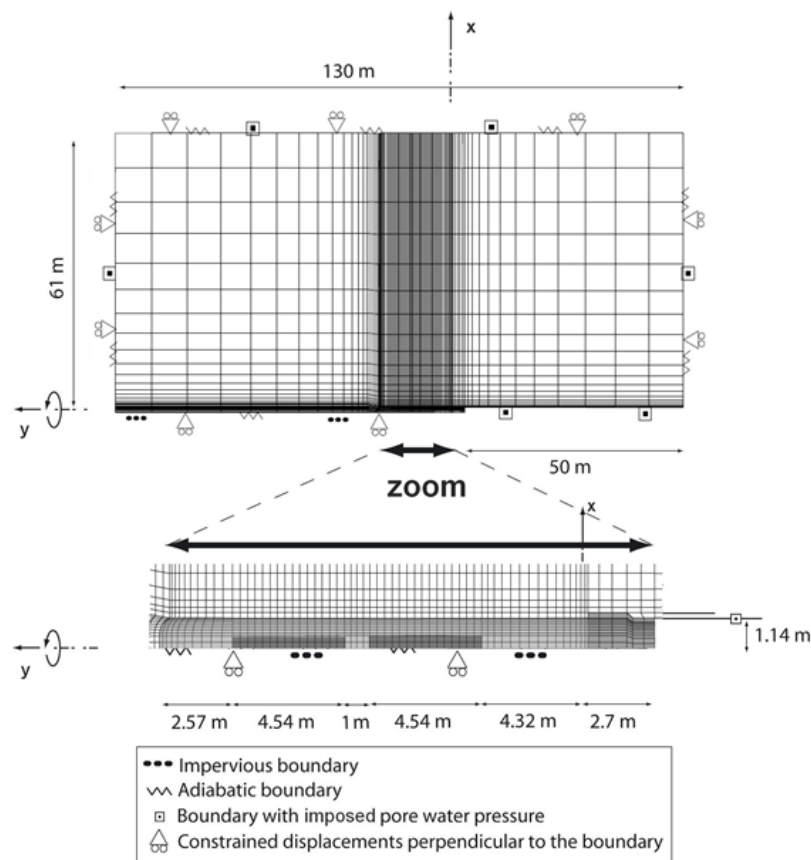 x
130 m
61 m
y
50 m
zoom
x
y
1.14 m
2.57 m 4.54 m 1 m 4.54 m 4.32 m 2.7 m
Impervious boundary
Adiabatic boundary
Boundary with imposed pore water pressure
Constrained displacements perpendicular to the boundary